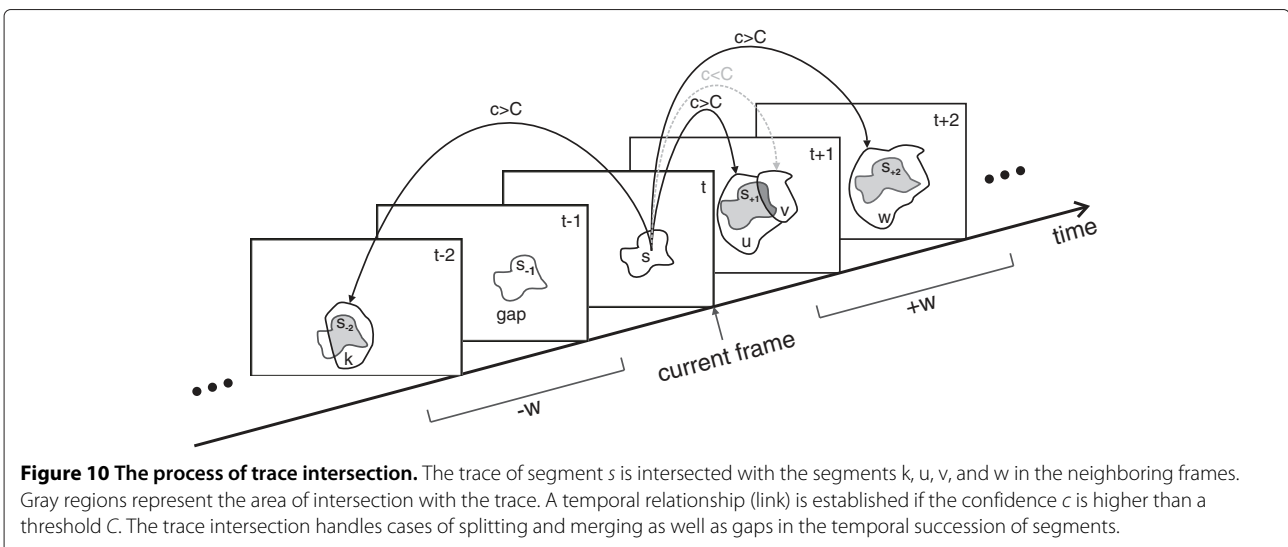 c>C
c<C
c>C
c>C
t+2
t+1
t
t-1
t-2
S+2
w
S+1
v
u
s
S-1
gap
S-2
k
time
+w
current frame
-w
Figure 10 The process of trace intersection. The trace of segment s is intersected with the segments k, u, v, and w in the neighboring frames.
Gray regions represent the area of intersection with the trace. A temporal relationship (link) is established if the confidence c is higher than a
threshold C. The trace intersection handles cases of splitting and merging as well as gaps in the temporal succession of segments.